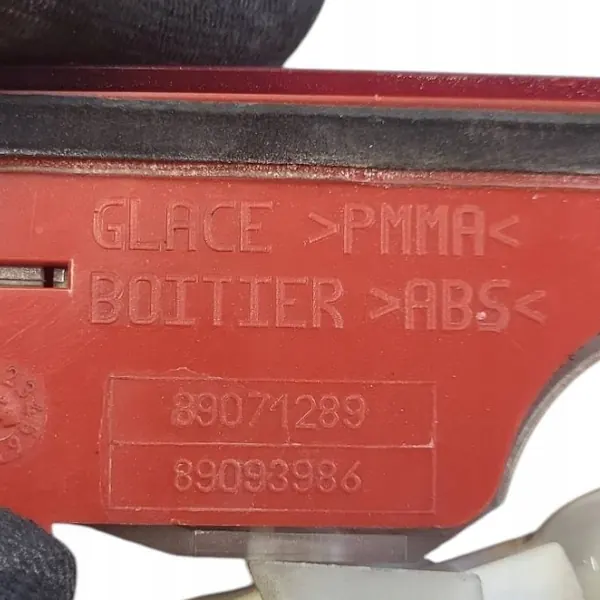 GLACE >PMMA<
BOITIER >ABS<
89071289
89093986